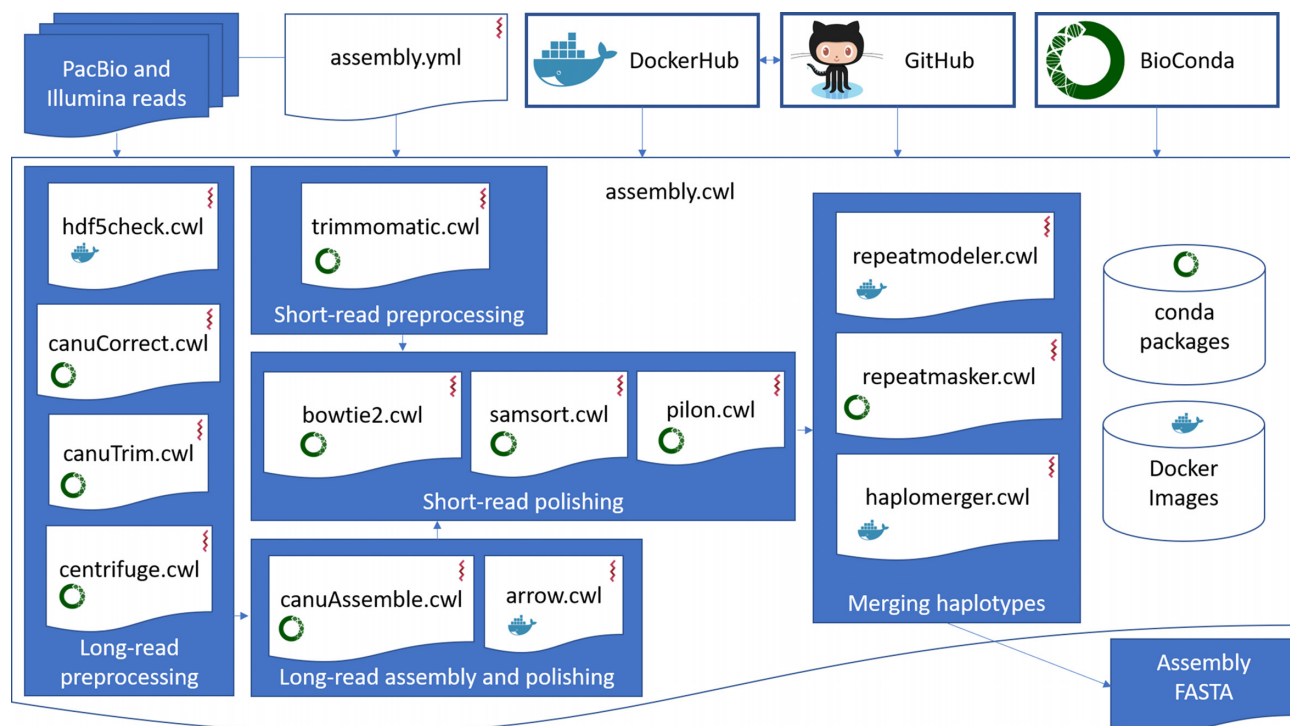 PacBio and
Illumina reads
assembly.yml
DockerHub
GitHub
BioConda
assembly.cwl
hdf5check.cwl
canuCorrect.cwl
canuTrim.cwl
centrifuge.cwl
Long-read
preprocessing
trimmomatic.cwl
Short-read preprocessing
bowtie2.cwl
samsort.cwl
pilon.cwl
Short-read polishing
canuAssemble.cwl
arrow.cwl
Long-read assembly and polishing
repeatmodeler.cwl
repeatmasker.cwl
haplomerger.cwl
Merging haplotypes
conda
packages
Docker
Images
Assembly
FASTA